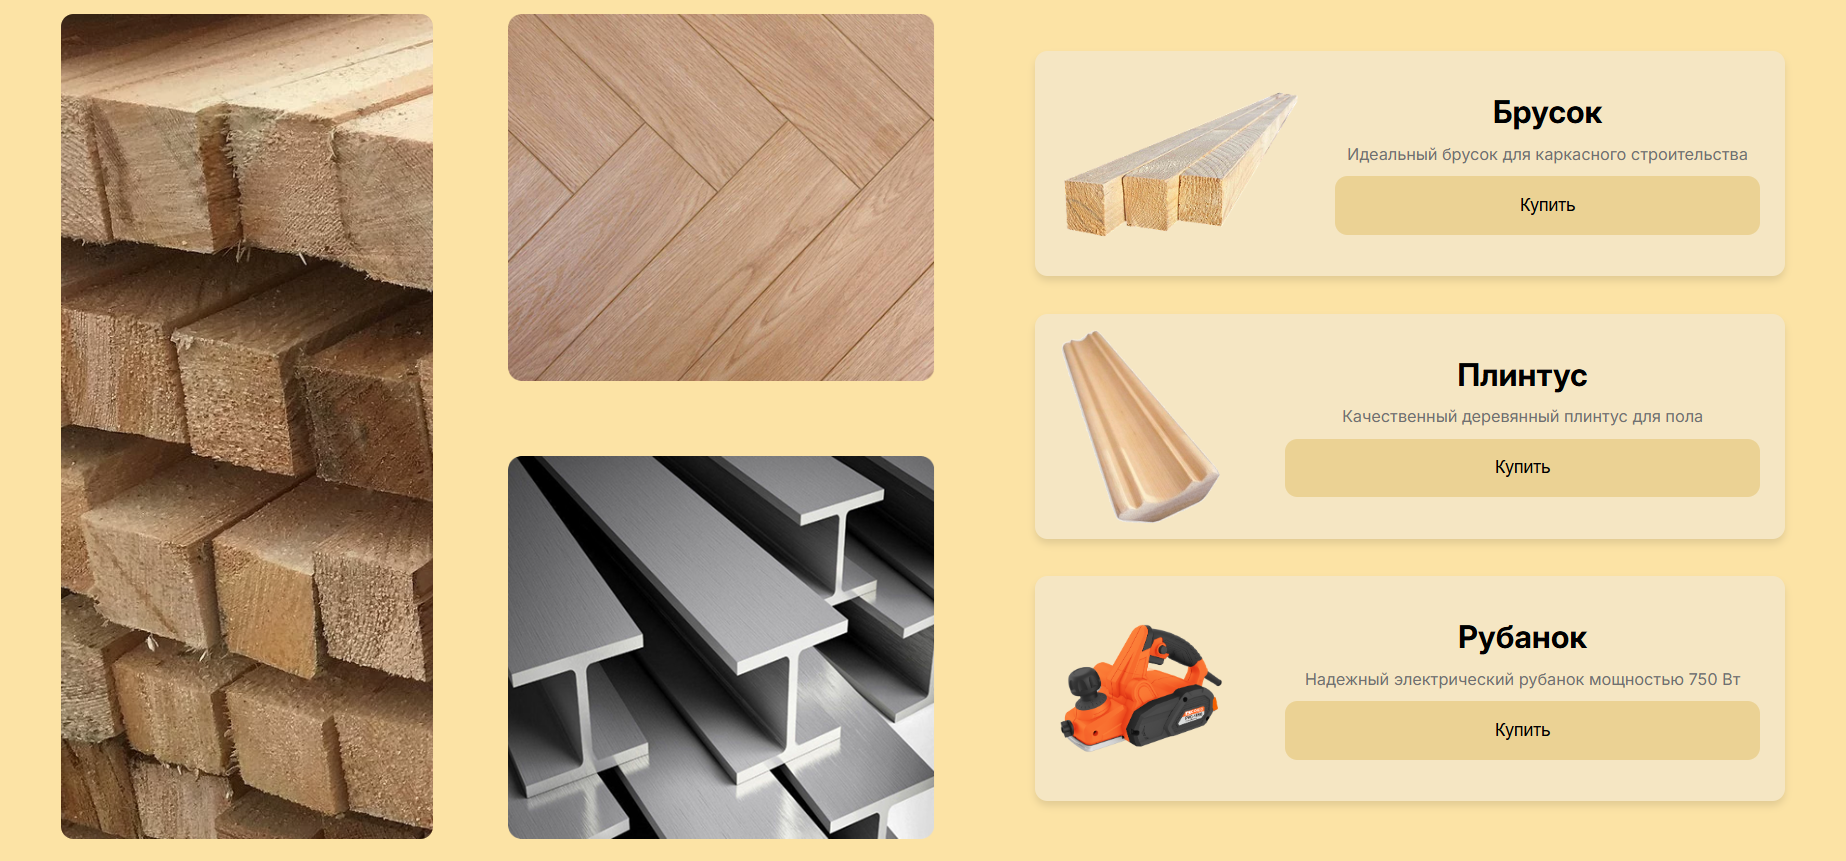 Брусок
Идеальный брусок для каркасного строительства
Купить
Плинтус
Качественный деревянный плинтус для пола
Купить
Рубанок
Надежный электрический рубанок мощностью 750 Вт
Купить